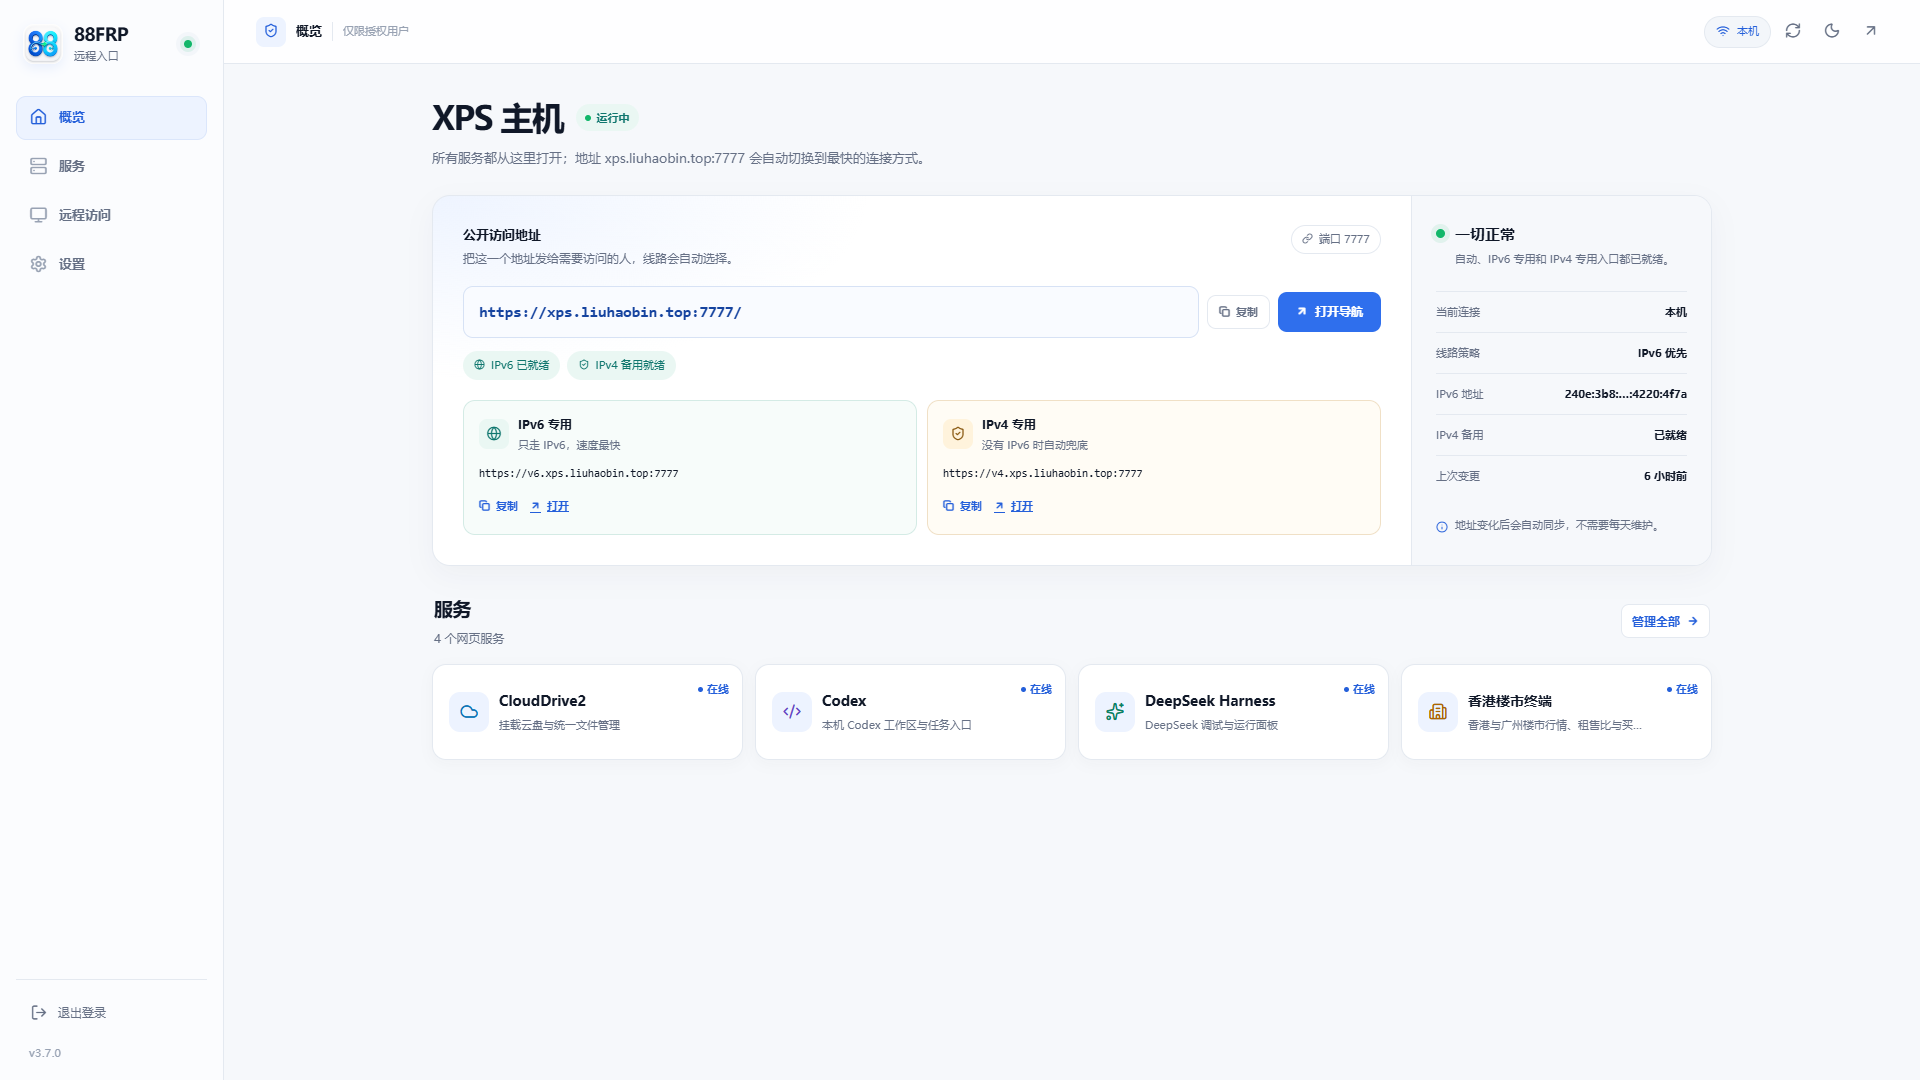 88FRP
远程入口
概览
服务
远程访问
设置
退出登录
v3.7.0
概览
仅限授权用户
本机
XPS 主机
运行中
所有服务都从这里打开；地址 xps.liuhaobin.top:7777 会自动切换到最快的连接方式。
公开访问地址
把这一个地址发给需要访问的人，线路会自动选择。
端口 7777
https://xps.liuhaobin.top:7777/
复制
打开导航
IPv6 已就绪
IPv4 备用就绪
IPv6 专用
只走 IPv6，速度最快
https://v6.xps.liuhaobin.top:7777
复制
打开
IPv4 专用
没有 IPv6 时自动兜底
https://v4.xps.liuhaobin.top:7777
复制
打开
一切正常
自动、IPv6 专用和 IPv4 专用入口都已就绪。
当前连接 本机
线路策略 IPv6 优先
IPv6 地址 240e:3b8:...:4220:4f7a
IPv4 备用 已就绪
上次变更 6 小时前
地址变化后会自动同步，不需要每天维护。
服务
4 个网页服务
管理全部
CloudDrive2
在线
挂载云盘与统一文件管理
Codex
在线
本机 Codex 工作区与任务入口
DeepSeek Harness
在线
DeepSeek 调试与运行面板
香港楼市终端
在线
香港与广州楼市行情、租售比与买...